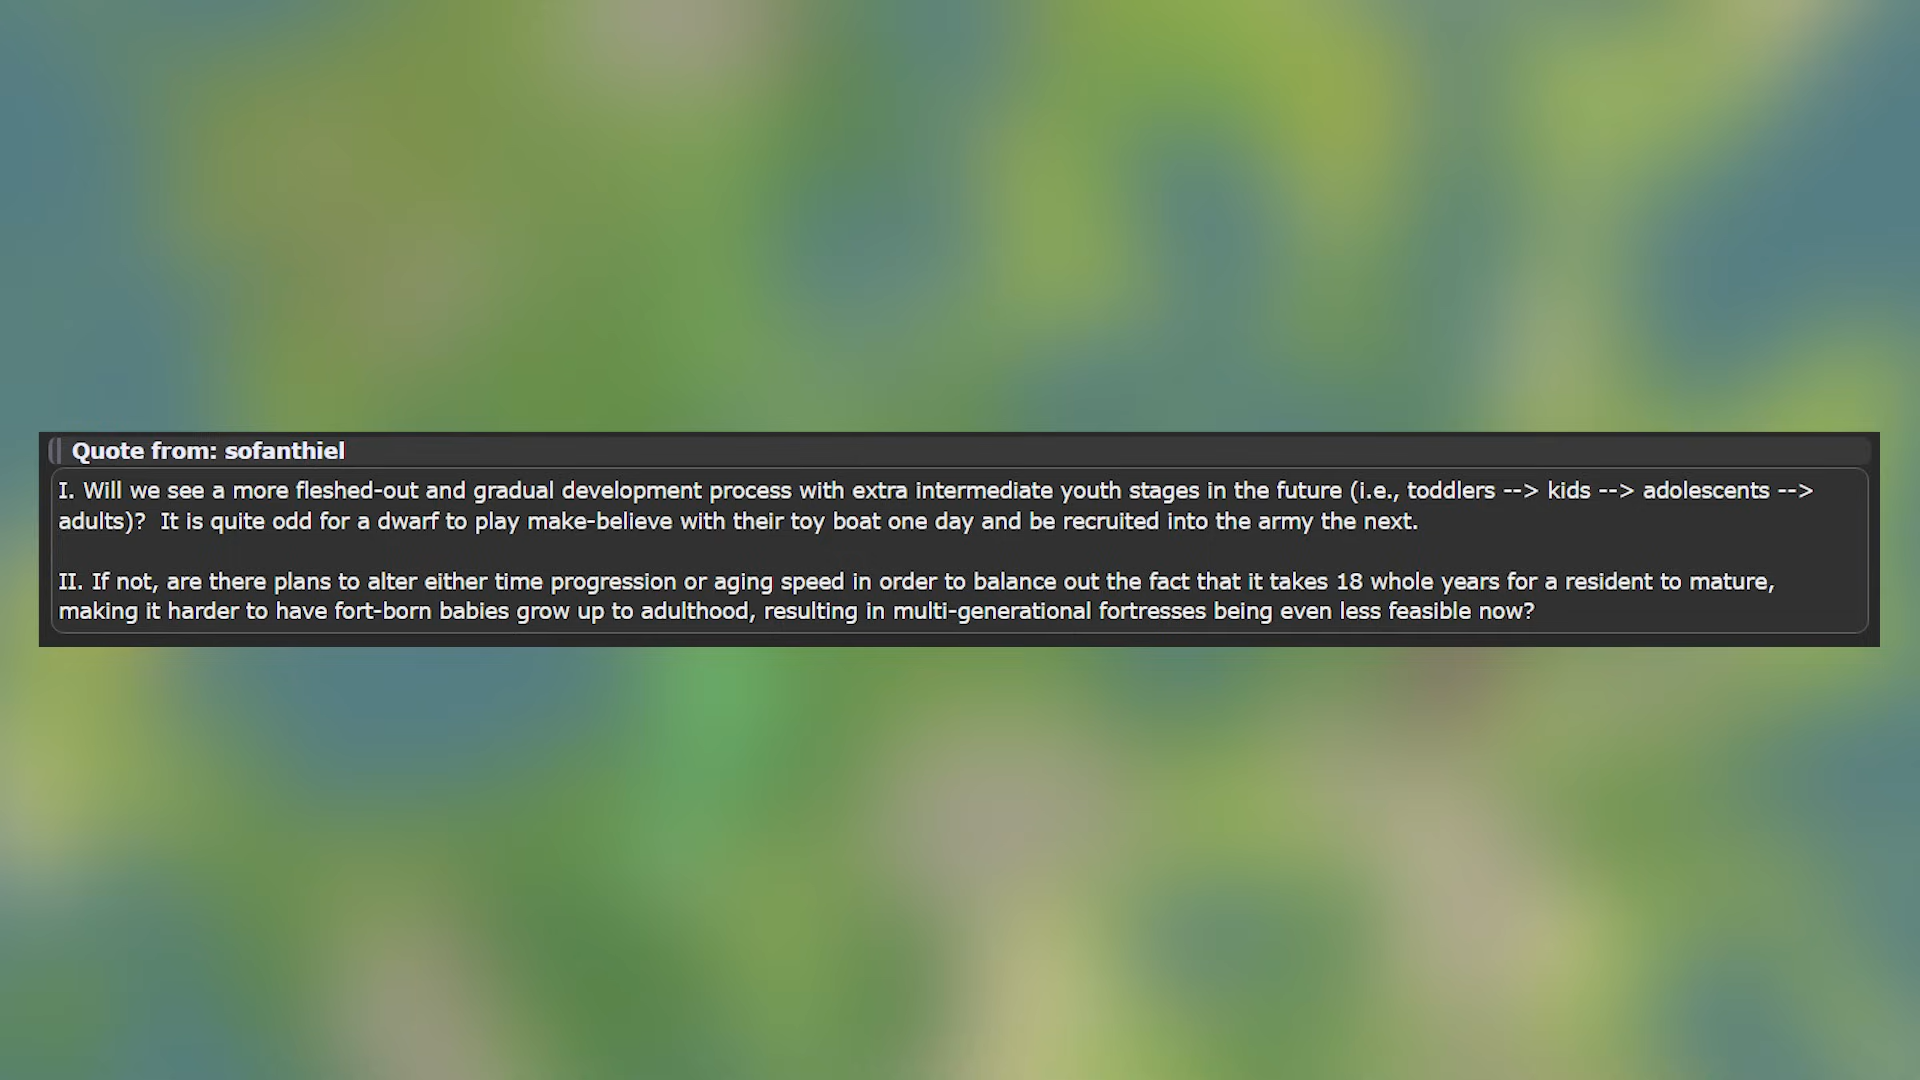 Quote from: sofanthiel
I. Will we see a more fleshed-out and gradual development process with extra intermediate youth stages in the future (i.e., toddlers --> kids --> adolescents -->
adults)?  It is quite odd for a dwarf to play make-believe with their toy boat one day and be recruited into the army the next.
II. If not, are there plans to alter either time progression or aging speed in order to balance out the fact that it takes 18 whole years for a resident to mature,
making it harder to have fort-born babies grow up to adulthood, resulting in multi-generational fortresses being even less feasible now?